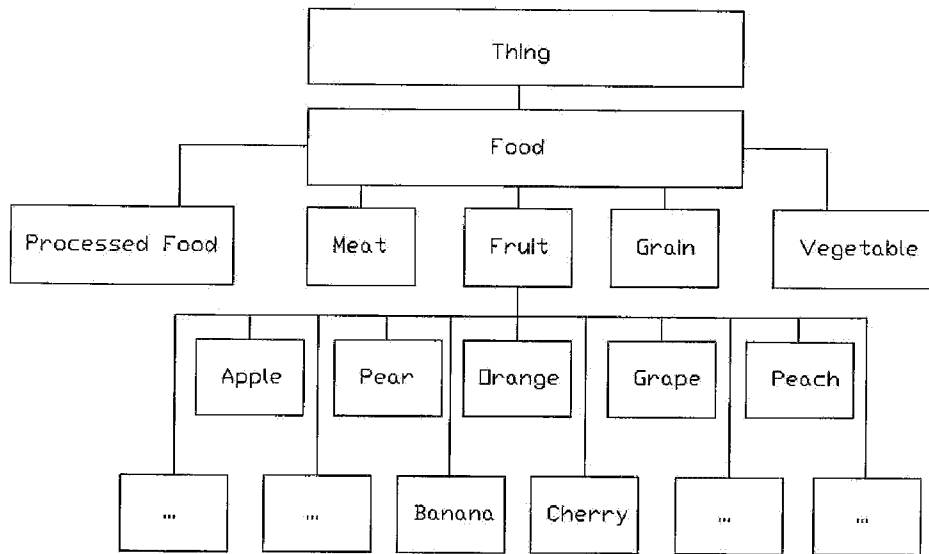 Thing
Food
Processed Food
Meat
Fruit
Grain
Vegetable
Apple
Pear
Orange
Grape
Peach
...
...
Banana
Cherry
...
...